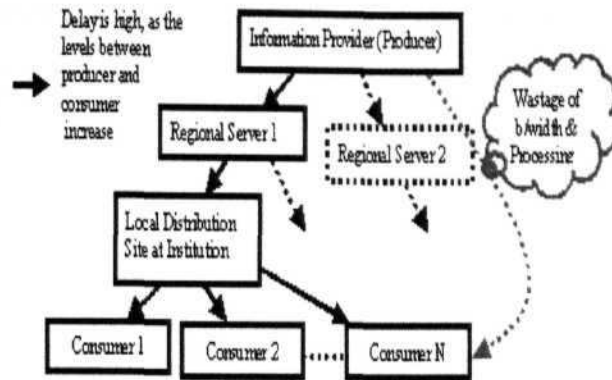 Delay is high, as the
levels between
producer and
consumer
increase
Information Provider (Producer)
Wastage of
b/width &
Processing
Regional Server 1
Regional Server 2
Local Distribution
Site at Institution
Consumer 1
Consumer 2
Consumer N